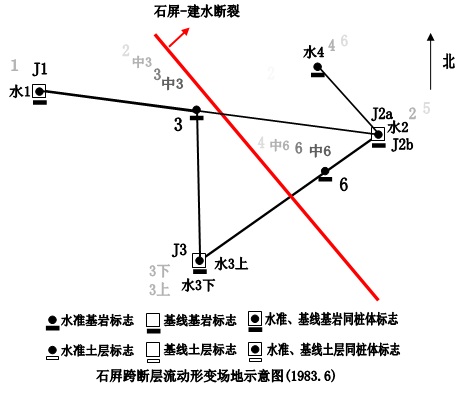 石屏-建水断裂
北
2 中3
3 中3
水4 4 6
2
1
J1
水1
3
J2a 2 5
水2
J2b
4 中6 6 中6
6
J3
水3上
3下
3上
水3下
水准基岩标志 基线基岩标志 水准、基线基岩同桩体标志
水准土层标志 基线土层标志 水准、基线土层同桩体标志
石屏跨断层流动形变场地示意图(1983.6)